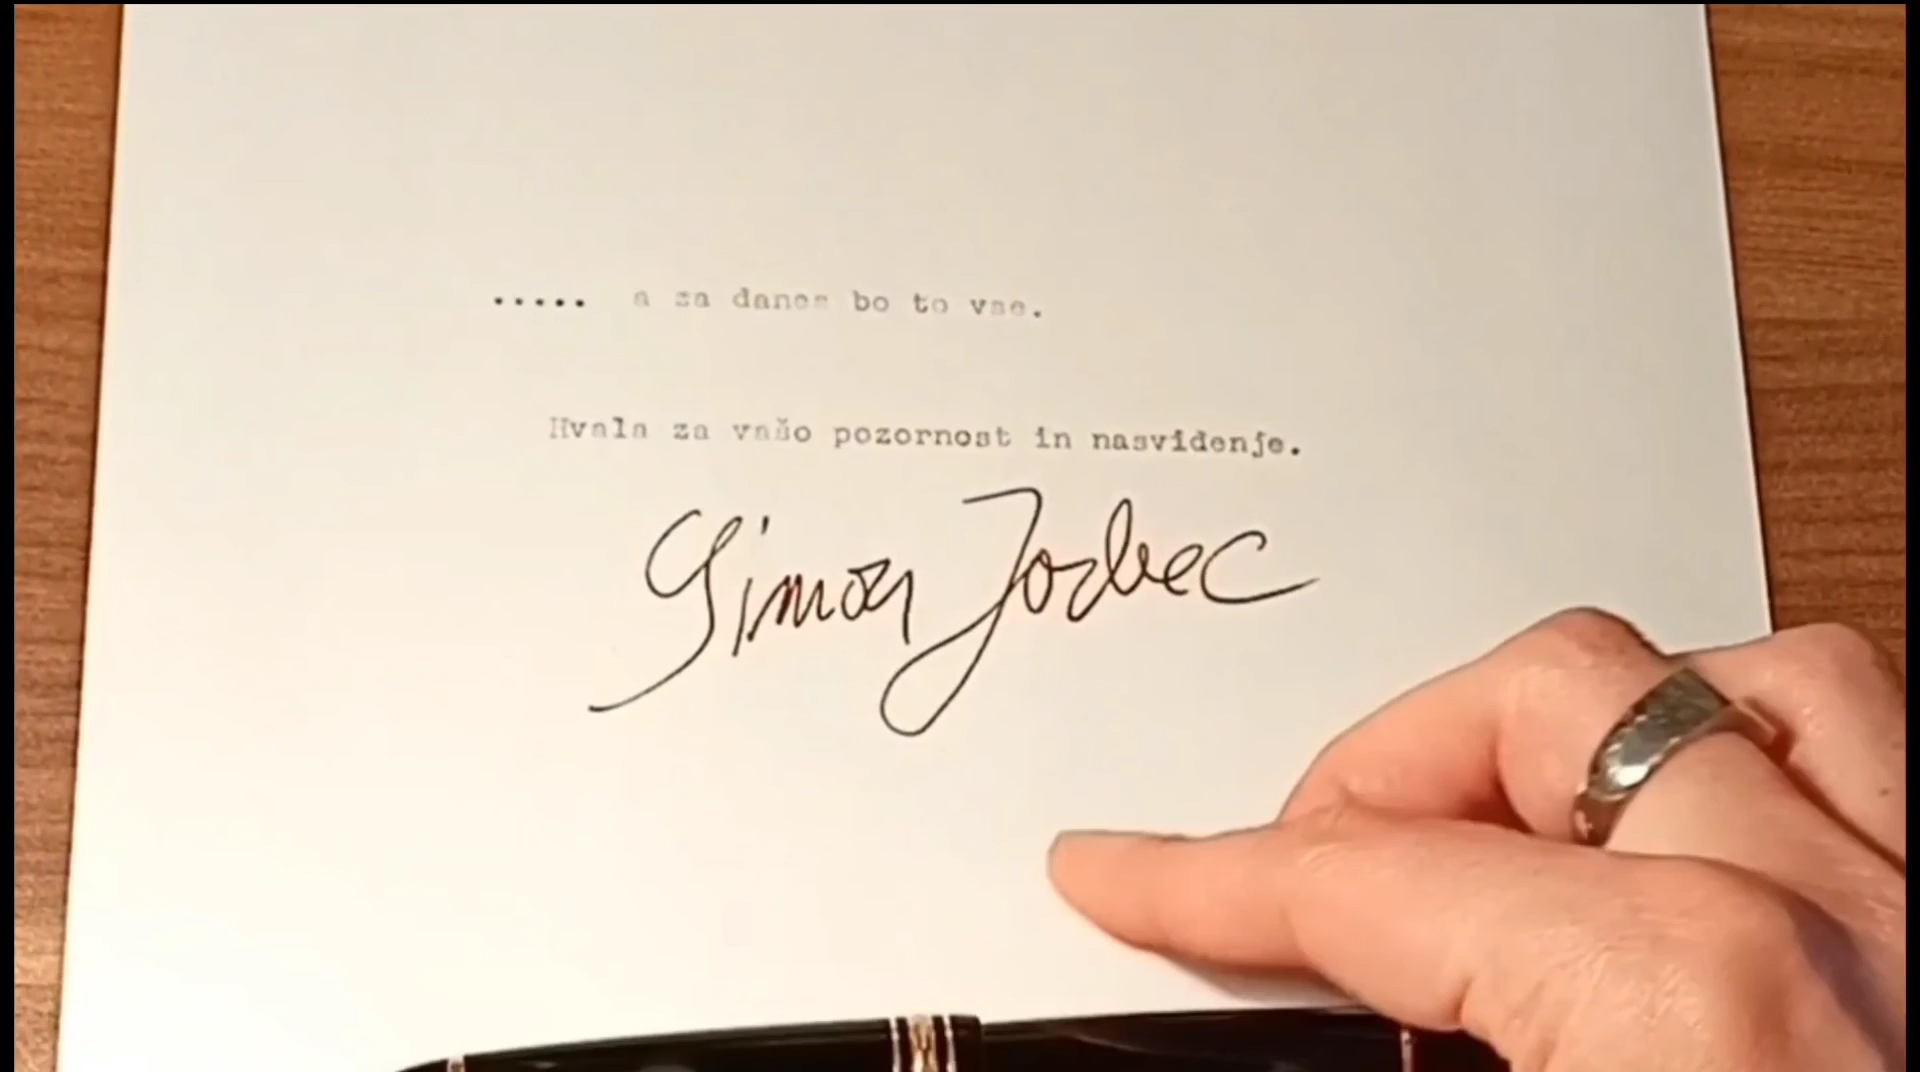 ..... a za danes bo to vse.
Hvala za vašo pozornost in nasvidenje.
Simon